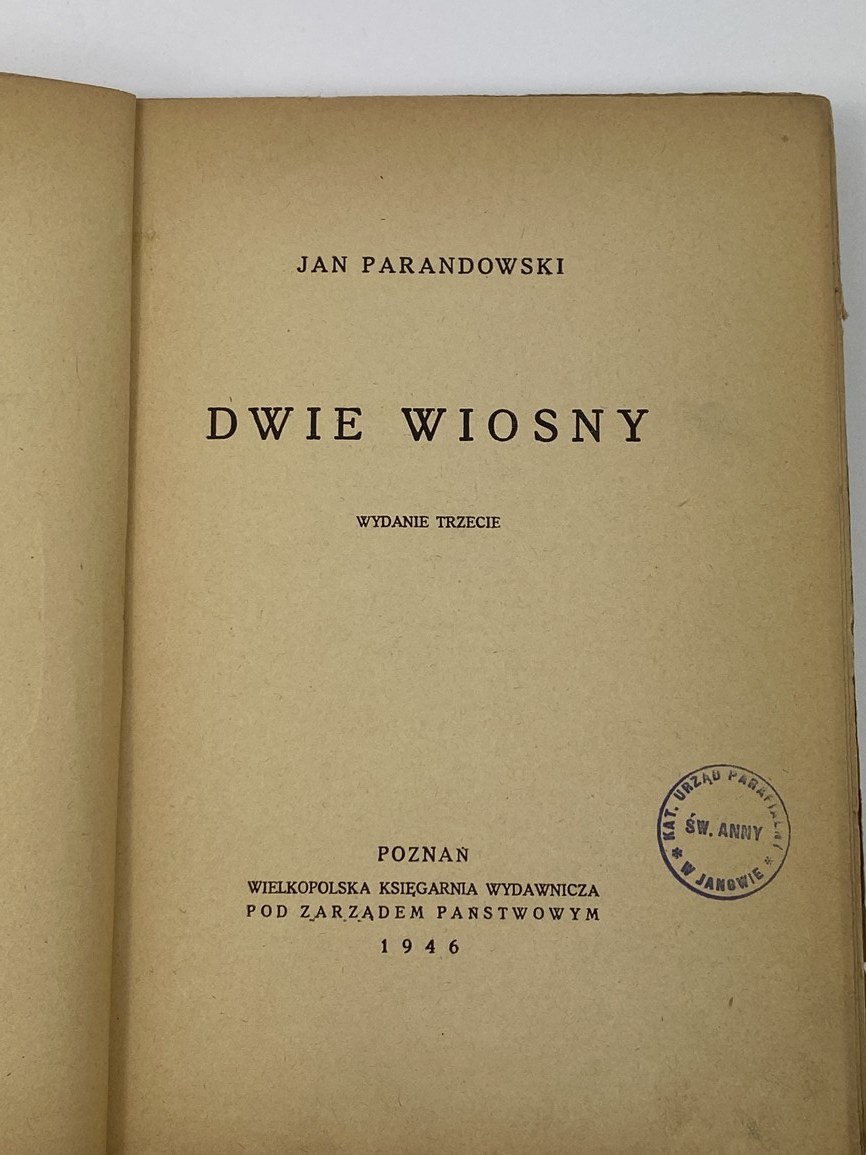 JAN PARANDOWSKI
DWIE WIOSNY
WYDANIE TRZECIE
KAT. URZĄD PARAFIALNY
ŚW. ANNY
* W JANOWIE *
POZNAŃ
WIELKOPOLSKA KSIĘGARNIA WYDAWNICZA
POD ZARZĄDEM PAŃSTWOWYM
1946